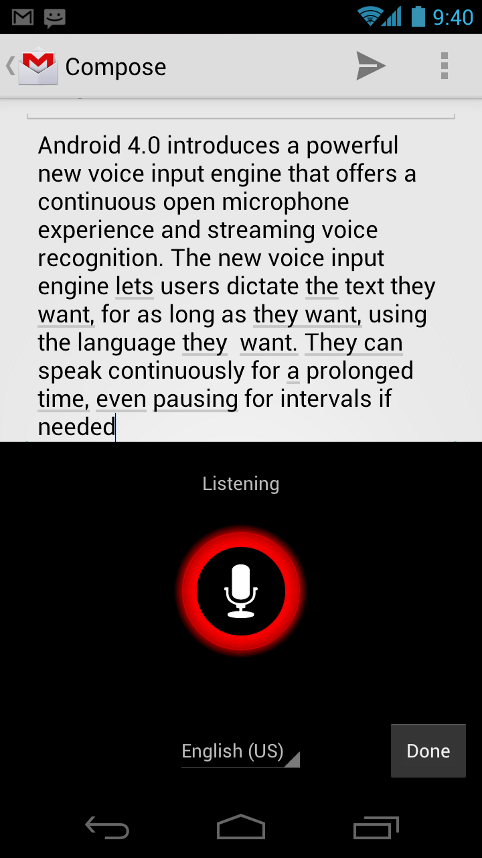 9:40
Compose
Android 4.0 introduces a powerful
new voice input engine that offers a
continuous open microphone
experience and streaming voice
recognition. The new voice input
engine lets users dictate the text they
want, for as long as they want, using
the language they  want. They can
speak continuously for a prolonged
time, even pausing for intervals if
needed
Listening
English (US)
Done